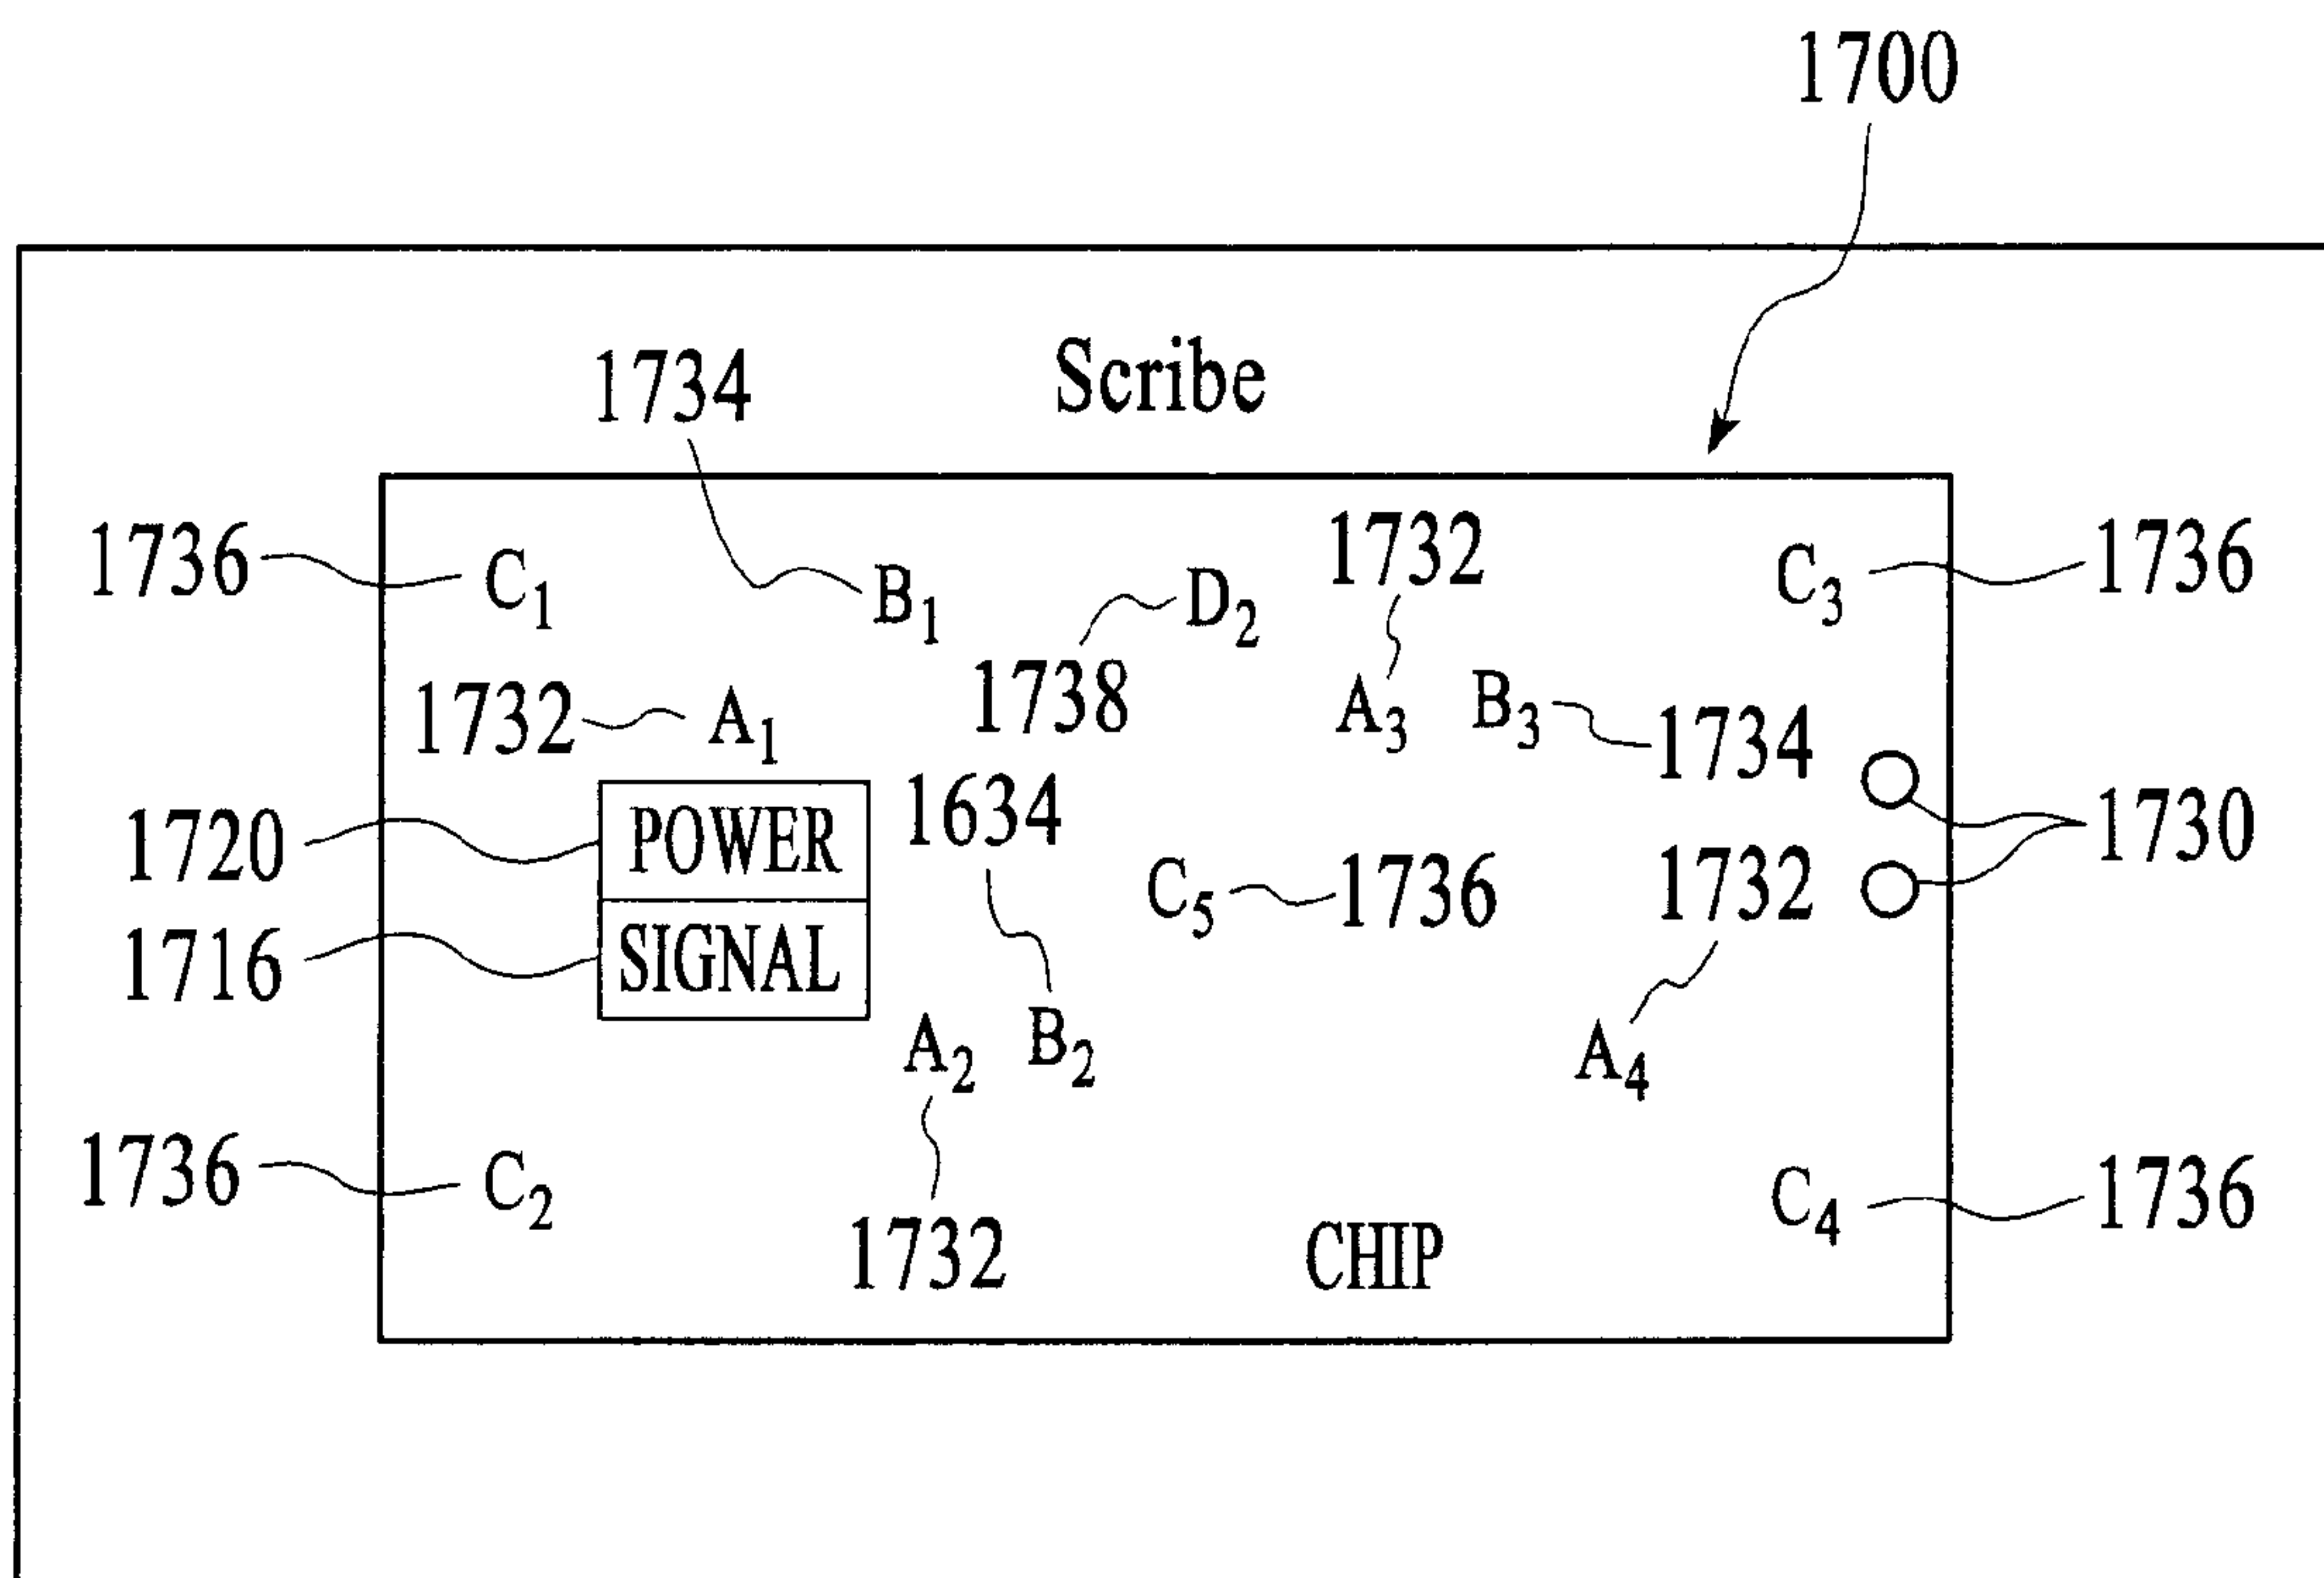 1700
Scribe
1734
1736 C1 B1 D2 1732 C3 1736
1732 A1 1738 A3 B3 1734
1720 POWER 1634 1730
1716 SIGNAL C5 1736 1732
A2 B2 A4
1736 C2 C4 1736
1732 CHIP